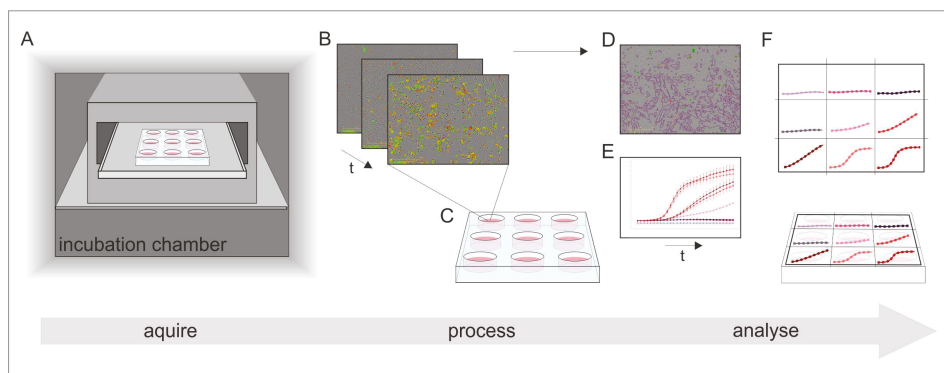 A
incubation chamber
B
t
C
D
E
t
F
aquire
process
analyse